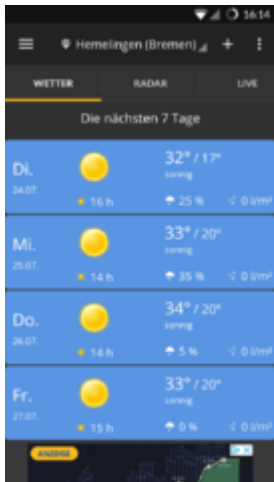 16:14
Hemelingen (Bremen)
WETTER RADAR LIVE
Die nächsten 7 Tage
Di. 32° / 17°
24.07. sonnig
16 h 25 % 0 l/m²
Mi. 33° / 20°
25.07. sonnig
14 h 35 % 0 l/m²
Do. 34° / 20°
26.07. sonnig
14 h 5 % 0 l/m²
Fr. 33° / 20°
27.07. sonnig
15 h 0 % 0 l/m²
ANZEIGE